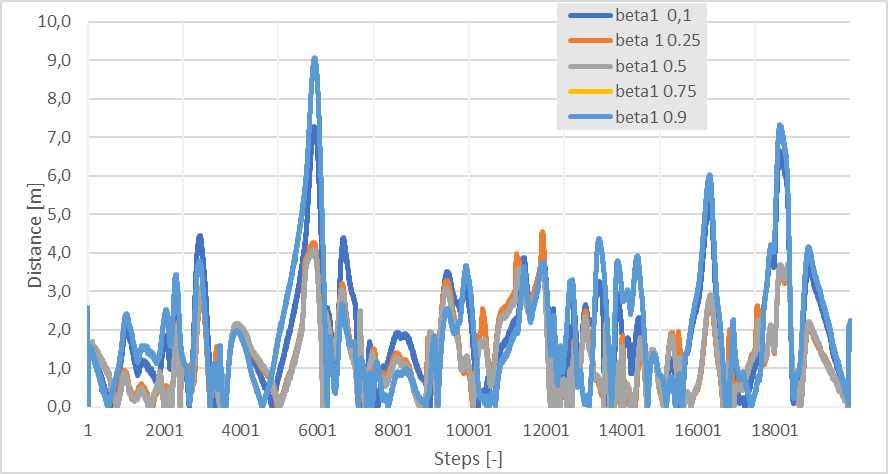 10,0
9,0
8,0
7,0
6,0
5,0
4,0
3,0
2,0
1,0
0,0
Distance [m]
beta1  0,1
beta 1 0.25
beta1 0.5
beta1 0.75
beta1 0.9
1 2001 4001 6001 8001 10001 12001 14001 16001 18001
Steps [-]